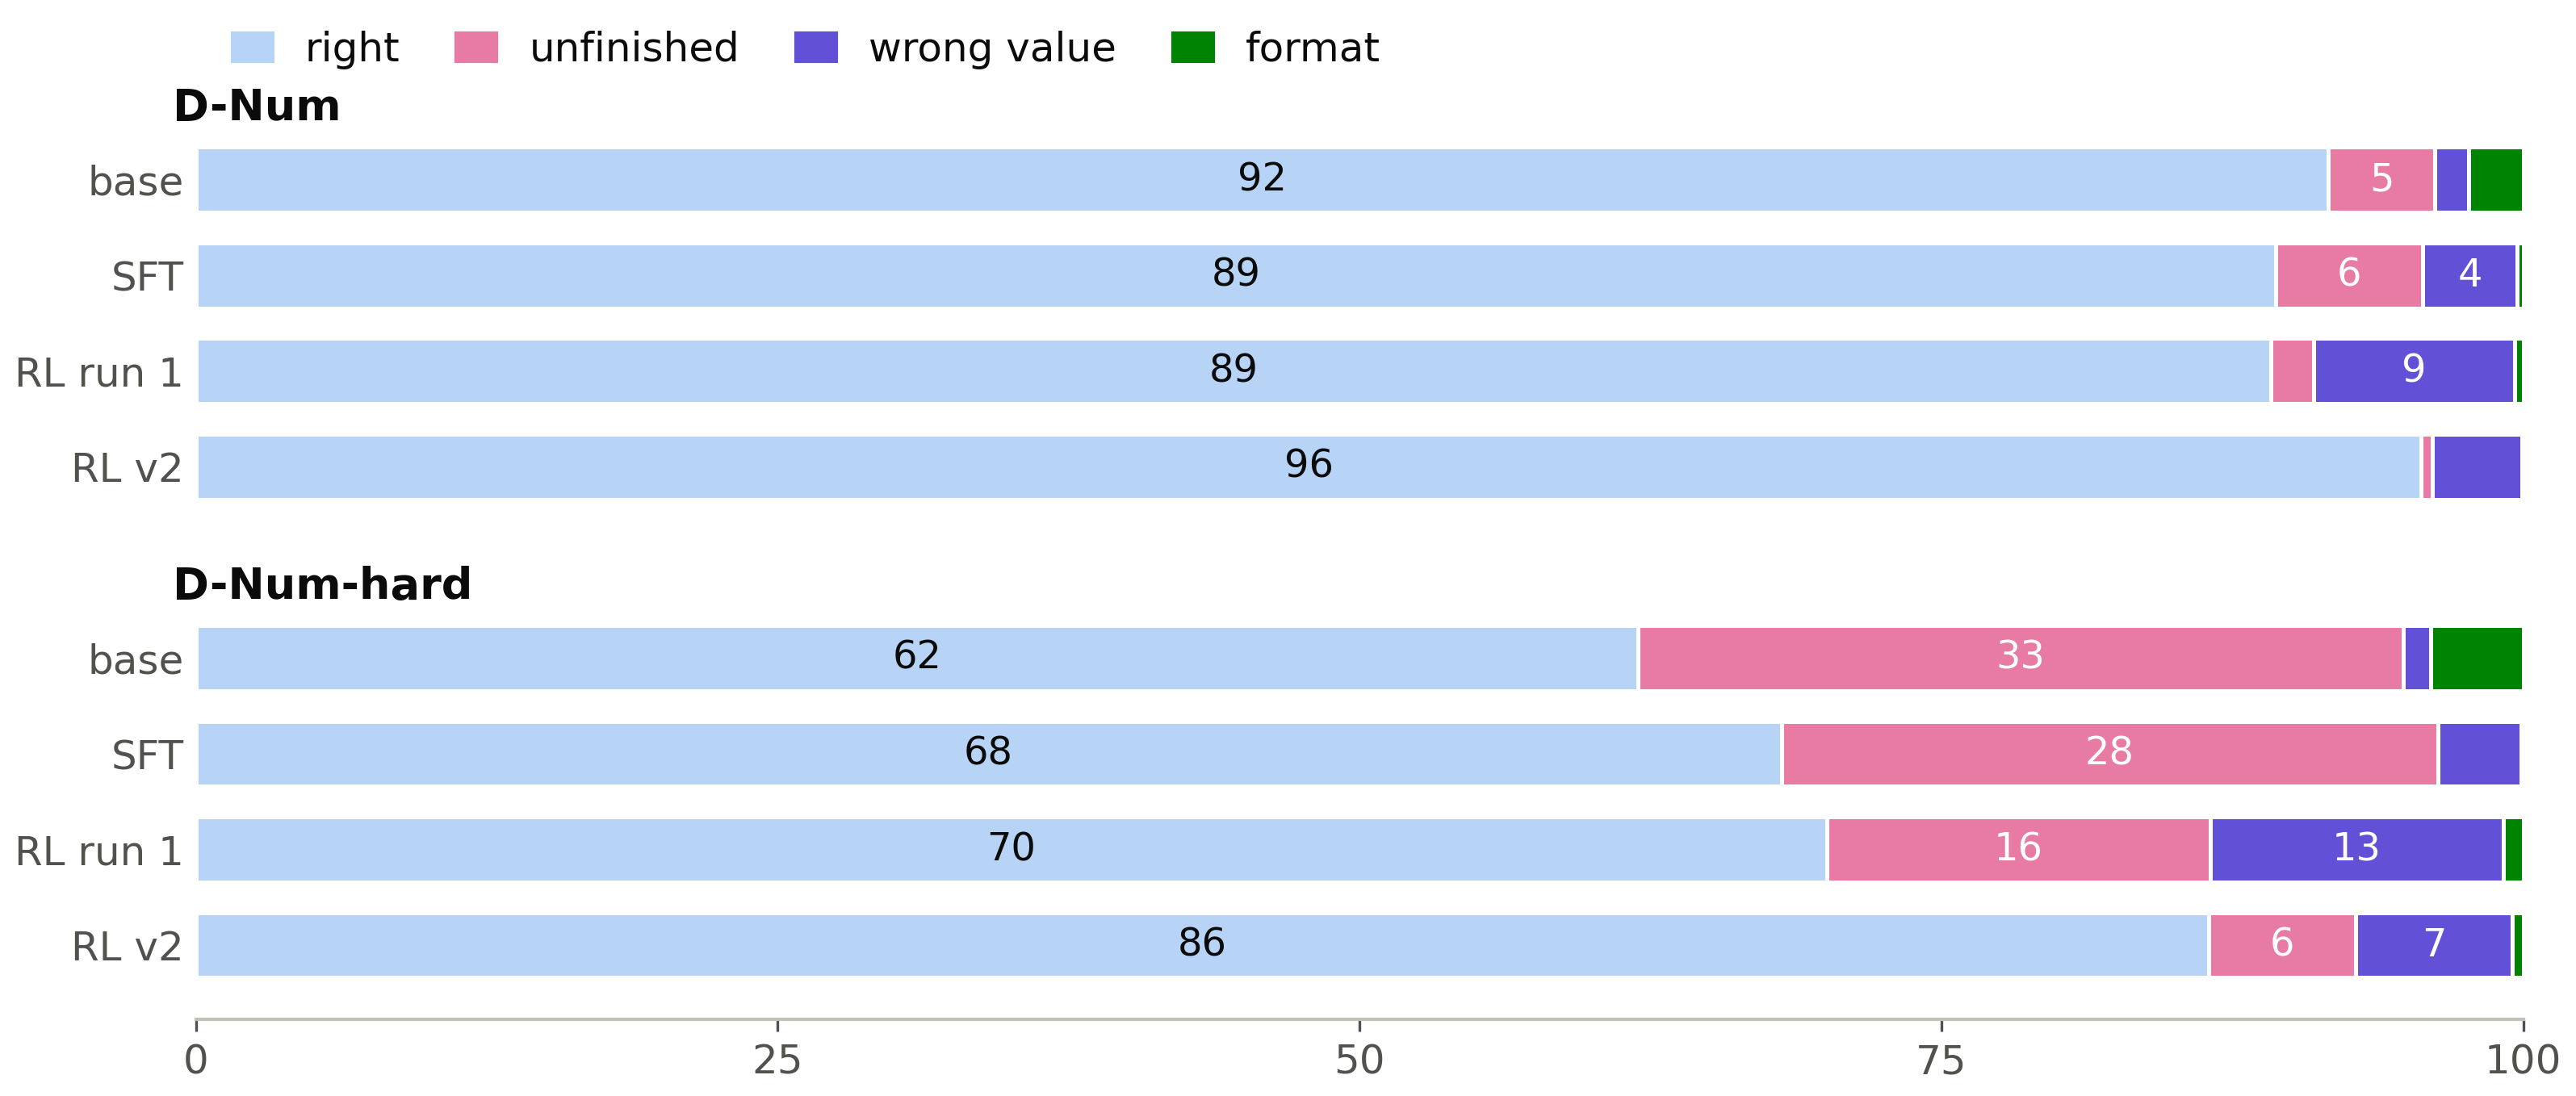 right unfinished wrong value format
D-Num
base 92 5
SFT 89 6 4
RL run 1 89 9
RL v2 96
D-Num-hard
base 62 33
SFT 68 28
RL run 1 70 16 13
RL v2 86 6 7
0 25 50 75 100